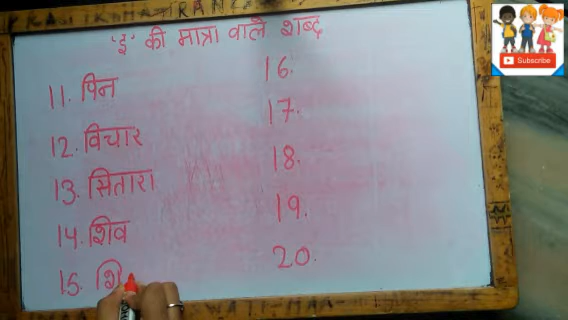 'इ' की मात्रा वाले शब्द
11. पिन
12. विचार
13. सितारा
14. शिव
15. शि
16.
17.
18.
19.
20.
Subscribe